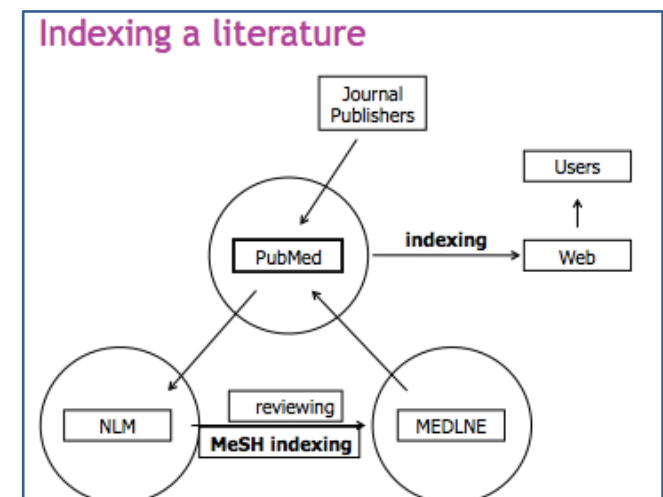 Indexing a literature
Journal
Publishers
Users
PubMed
indexing
Web
NLM
reviewing
MeSH indexing
MEDLNE